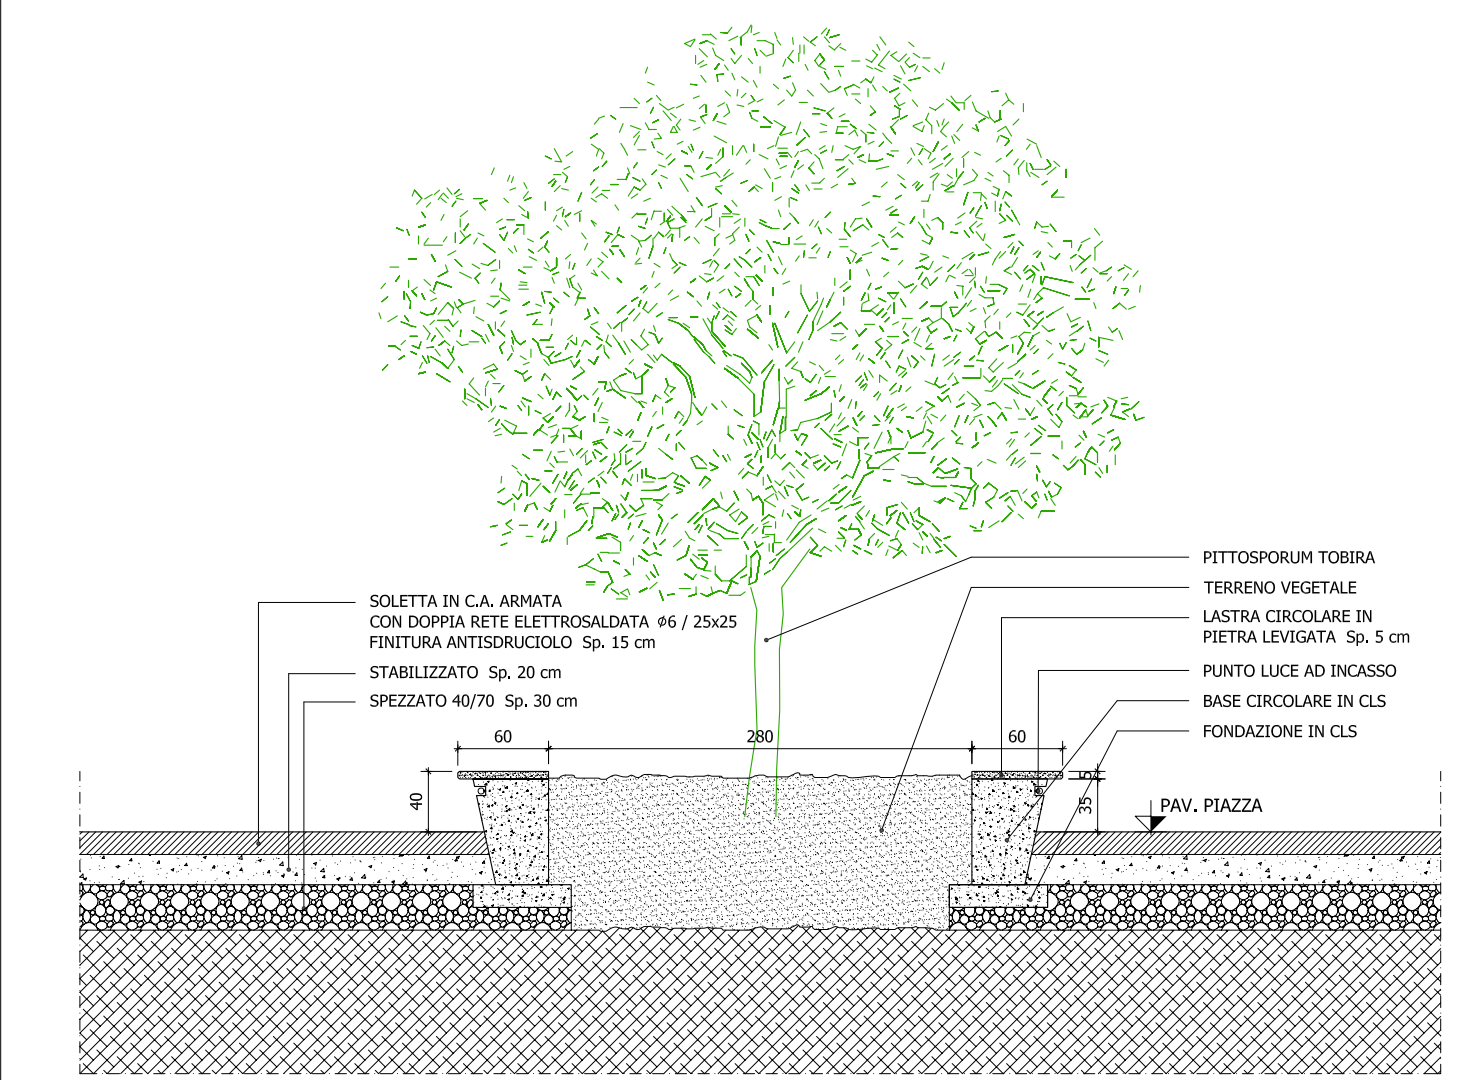 PITTOSPORUM TOBIRA
TERRENO VEGETALE
LASTRA CIRCOLARE IN
PIETRA LEVIGATA Sp. 5 cm
PUNTO LUCE AD INCASSO
BASE CIRCOLARE IN CLS
FONDAZIONE IN CLS
SOLETTA IN C.A. ARMATA
CON DOPPIA RETE ELETTROSALDATA ø6 / 25x25
FINITURA ANTISDRUCIOLO Sp. 15 cm
STABILIZZATO Sp. 20 cm
SPEZZATO 40/70 Sp. 30 cm
60
280
60
40
5
35
PAV. PIAZZA